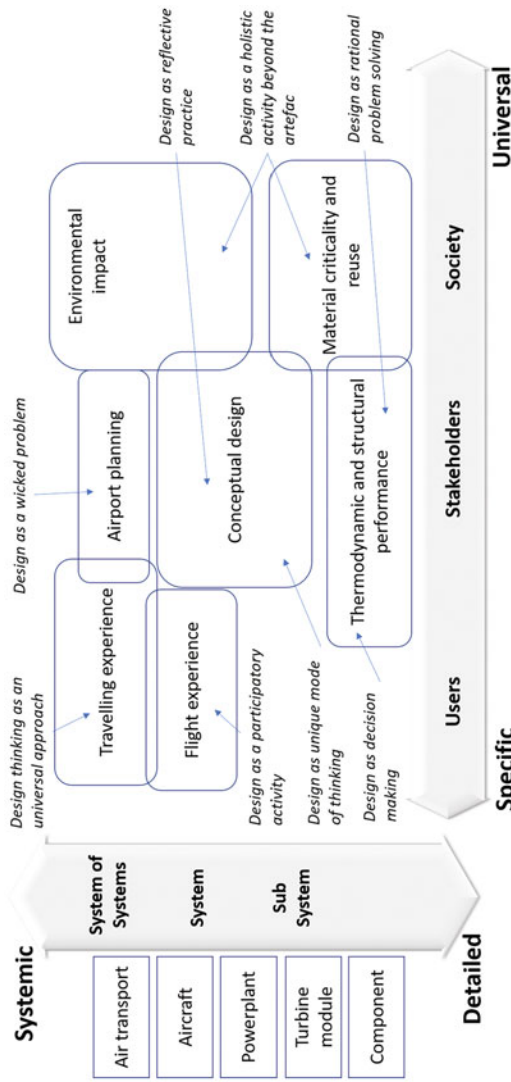 Systemic
System of
Systems
System
Sub
System
Detailed
Air transport
Aircraft
Powerplant
Turbine
module
Component
Design thinking as an
universal approach
Design as a wicked problem
Design as reflective
practice
Design as a holistic
activity beyond the
artefac
Design as rational
problem solving
Travelling experience
Airport planning
Environmental
impact
Flight experience
Conceptual design
Material criticality and
reuse
Thermodynamic and structural
performance
Design as a participatory
activity
Design as unique mode
of thinking
Design as decision
making
Users
Stakeholders
Society
Specific
Universal